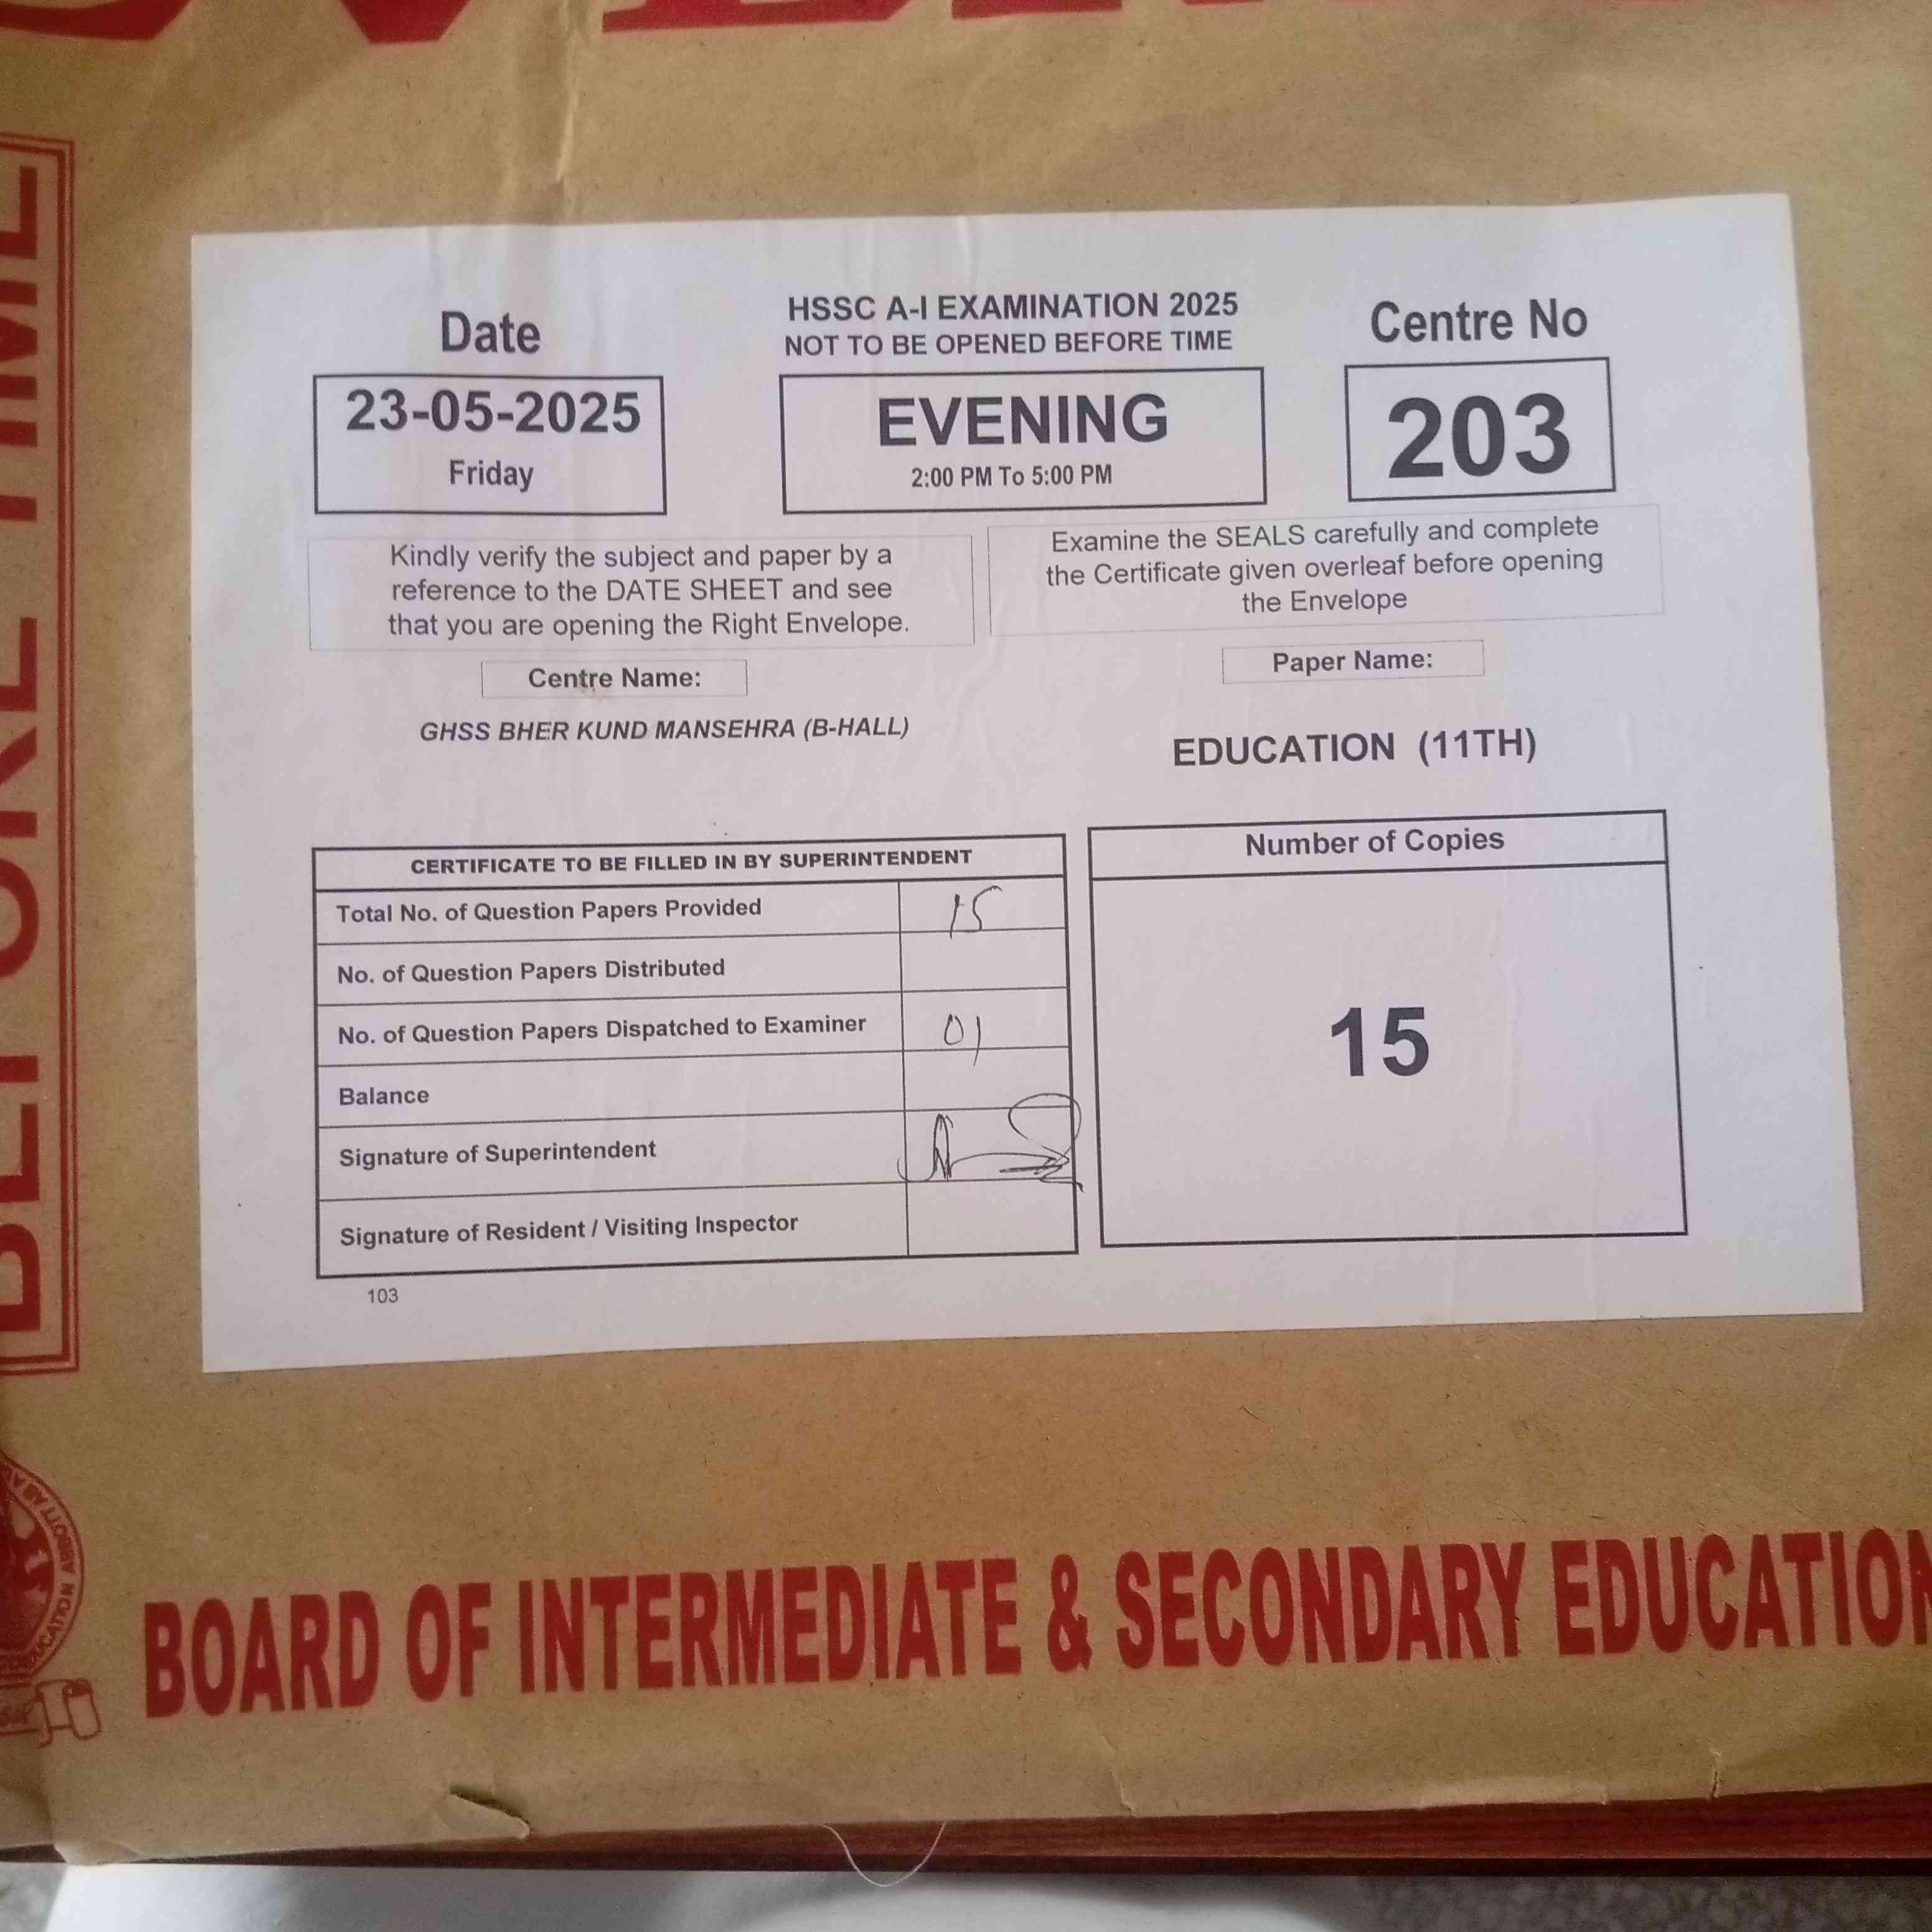 Date
HSSC A-I EXAMINATION 2025
NOT TO BE OPENED BEFORE TIME
Centre No
23-05-2025
Friday
EVENING
2:00 PM To 5:00 PM
203
Kindly verify the subject and paper by a
reference to the DATE SHEET and see
that you are opening the Right Envelope.
Examine the SEALS carefully and complete
the Certificate given overleaf before opening
the Envelope
Centre Name:
Paper Name:
GHSS BHER KUND MANSEHRA (B-HALL)
EDUCATION (11TH)
CERTIFICATE TO BE FILLED IN BY SUPERINTENDENT
Total No. of Question Papers Provided 15
No. of Question Papers Distributed
No. of Question Papers Dispatched to Examiner 01
Balance
Signature of Superintendent
Signature of Resident / Visiting Inspector
103
Number of Copies
15
BOARD OF INTERMEDIATE & SECONDARY EDUCATION